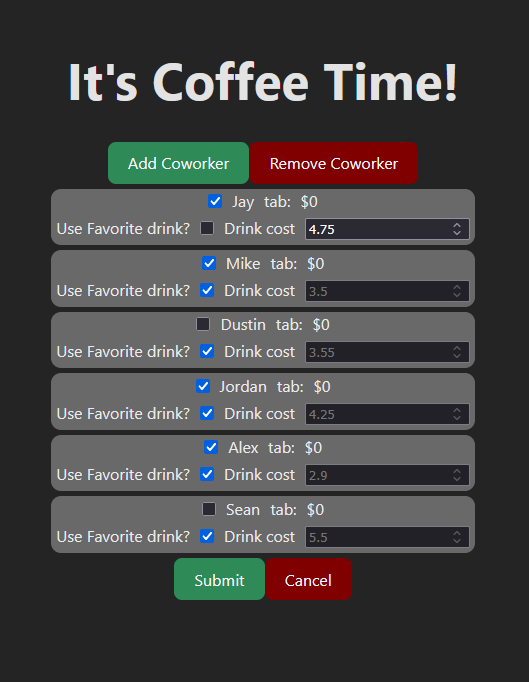 It's Coffee Time!
Add Coworker Remove Coworker
Jay tab: $0
Use Favorite drink? Drink cost 4.75
Mike tab: $0
Use Favorite drink? Drink cost 3.5
Dustin tab: $0
Use Favorite drink? Drink cost 3.55
Jordan tab: $0
Use Favorite drink? Drink cost 4.25
Alex tab: $0
Use Favorite drink? Drink cost 2.9
Sean tab: $0
Use Favorite drink? Drink cost 5.5
Submit Cancel